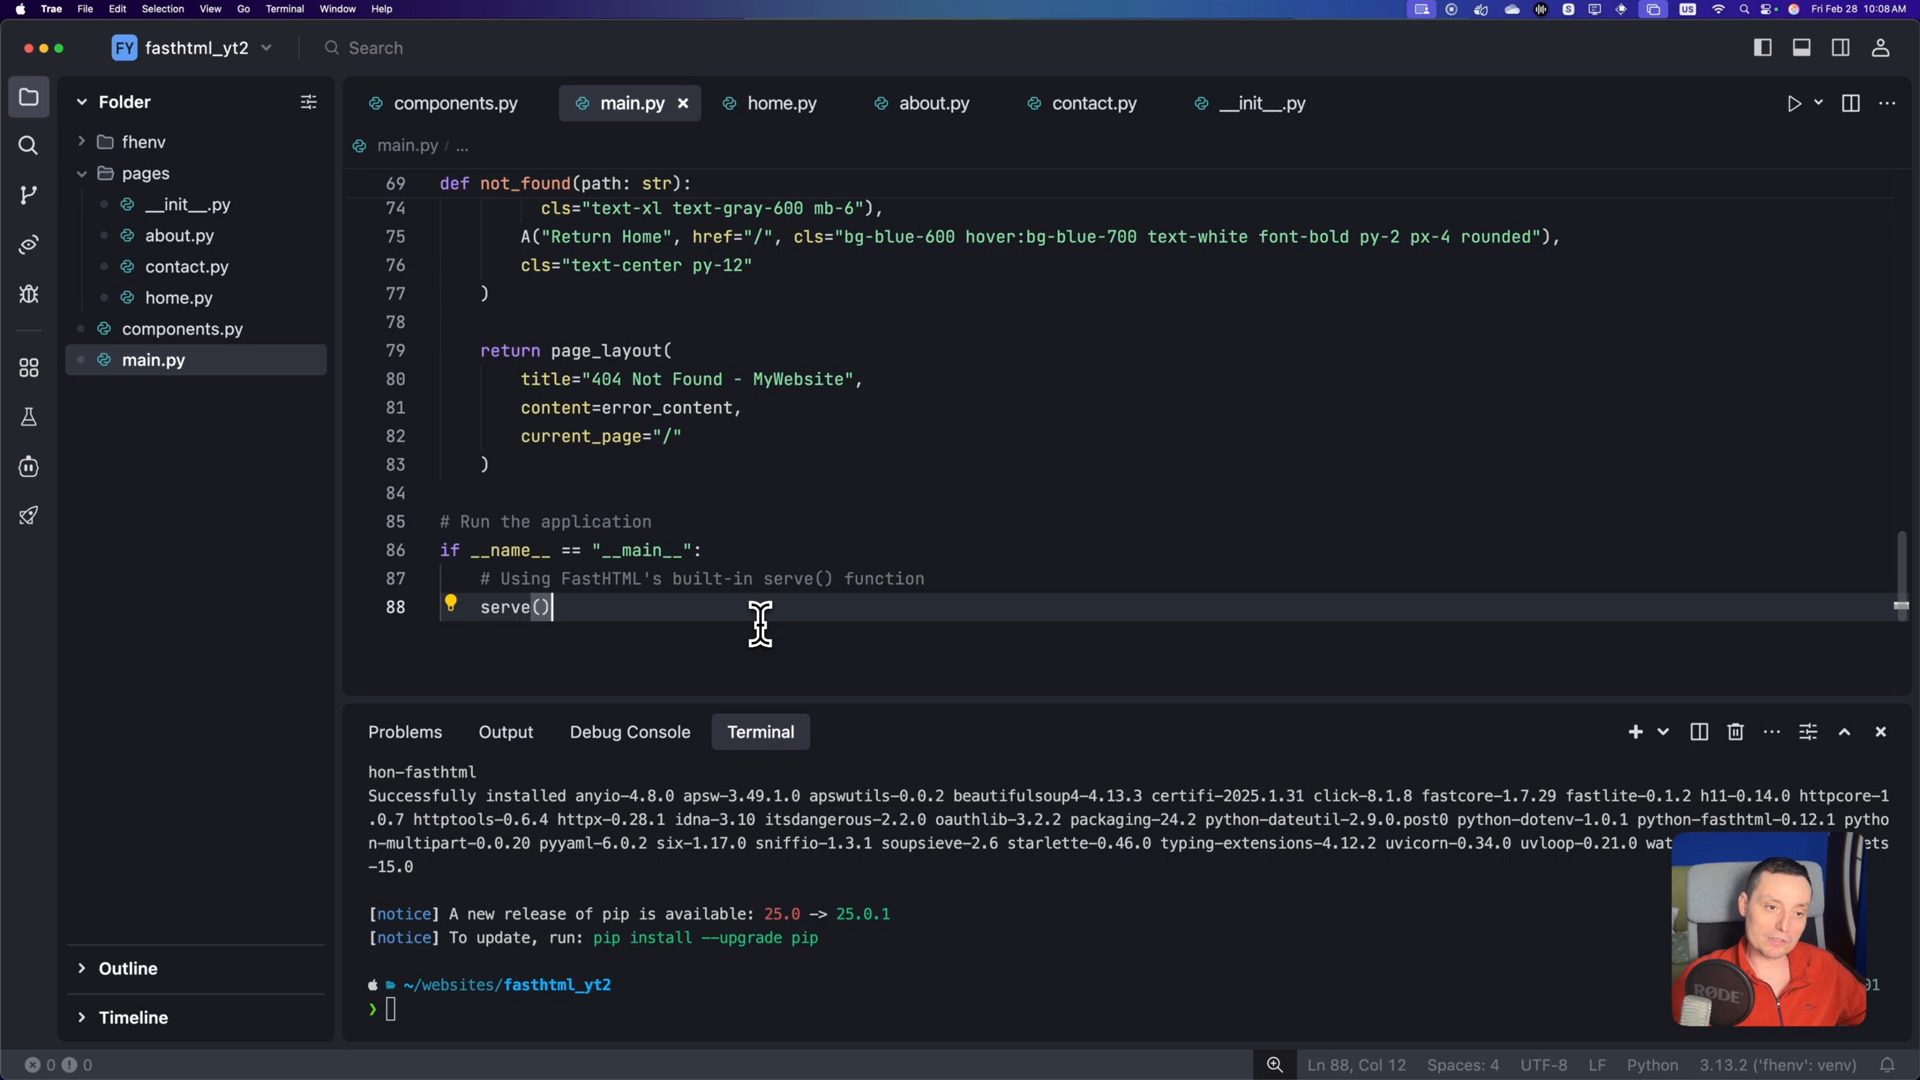 Trae File Edit Selection View Go Terminal Window Help
US Fri Feb 28 10:08 AM
FY fasthtml_yt2 Search
Folder
fhenv
pages
__init__.py
about.py
contact.py
home.py
components.py
main.py
Outline
Timeline
components.py main.py home.py about.py contact.py __init__.py
main.py / ...
69 def not_found(path: str):
74 cls="text-xl text-gray-600 mb-6"),
75 A("Return Home", href="/", cls="bg-blue-600 hover:bg-blue-700 text-white font-bold py-2 px-4 rounded"),
76 cls="text-center py-12"
77 )
78
79 return page_layout(
80 title="404 Not Found - MyWebsite",
81 content=error_content,
82 current_page="/"
83 )
84
85 # Run the application
86 if __name__ == "__main__":
87 # Using FastHTML's built-in serve() function
88 serve()
Problems Output Debug Console Terminal
hon-fasthtml
Successfully installed anyio-4.8.0 apsw-3.49.1.0 apswutils-0.0.2 beautifulsoup4-4.13.3 certifi-2025.1.31 click-8.1.8 fastcore-1.7.29 fastlite-0.1.2 h11-0.14.0 httpcore-1
.0.7 httptools-0.6.4 httpx-0.28.1 idna-3.10 itsdangerous-2.2.0 oauthlib-3.2.2 packaging-24.2 python-dateutil-2.9.0.post0 python-dotenv-1.0.1 python-fasthtml-0.12.1 pytho
n-multipart-0.0.20 pyyaml-6.0.2 six-1.17.0 sniffio-1.3.1 soupsieve-2.6 starlette-0.46.0 typing-extensions-4.12.2 uvicorn-0.34.0 uvloop-0.21.0
-15.0
[notice] A new release of pip is available: 25.0 -> 25.0.1
[notice] To update, run: pip install --upgrade pip
~/websites/fasthtml_yt2
❯
RØDE
0 0 Ln 88, Col 12 Spaces: 4 UTF-8 LF Python 3.13.2 ('fhenv': venv)